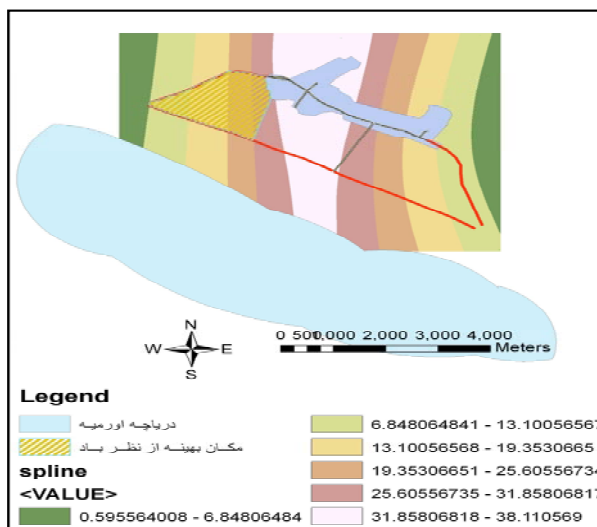 N
W E
S
0 500 1,000 2,000 3,000 4,000
Meters
Legend
دریاچه اورمیه
مکان بهینه از نظر باد
spline
<VALUE>
0.595564008 - 6.84806484
6.848064841 - 13.10056567
13.10056568 - 19.3530665
19.35306651 - 25.60556734
25.60556735 - 31.85806817
31.85806818 - 38.110569